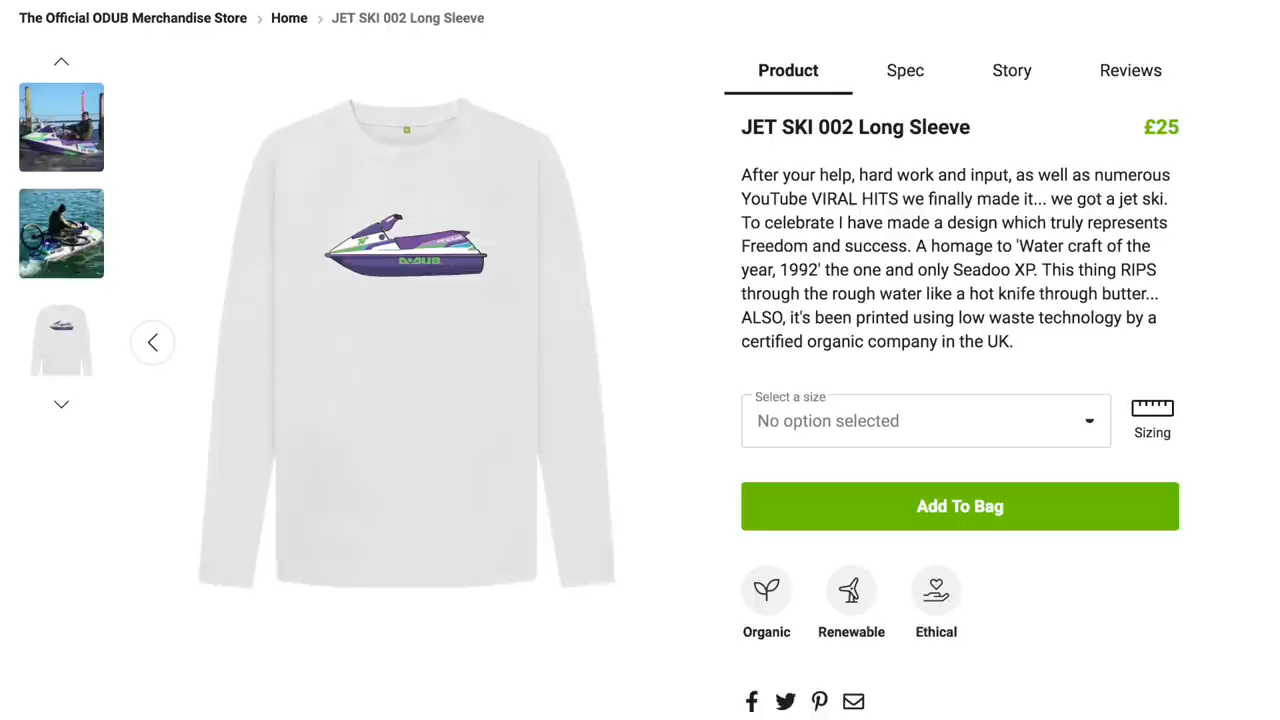 The Official ODUB Merchandise Store > Home > JET SKI 002 Long Sleeve
Product Spec Story Reviews
JET SKI 002 Long Sleeve £25
After your help, hard work and input, as well as numerous
YouTube VIRAL HITS we finally made it... we got a jet ski.
To celebrate I have made a design which truly represents
Freedom and success. A homage to 'Water craft of the
year, 1992' the one and only Seadoo XP. This thing RIPS
through the rough water like a hot knife through butter...
ALSO, it's been printed using low waste technology by a
certified organic company in the UK.
Select a size
No option selected
Sizing
Add To Bag
Organic Renewable Ethical